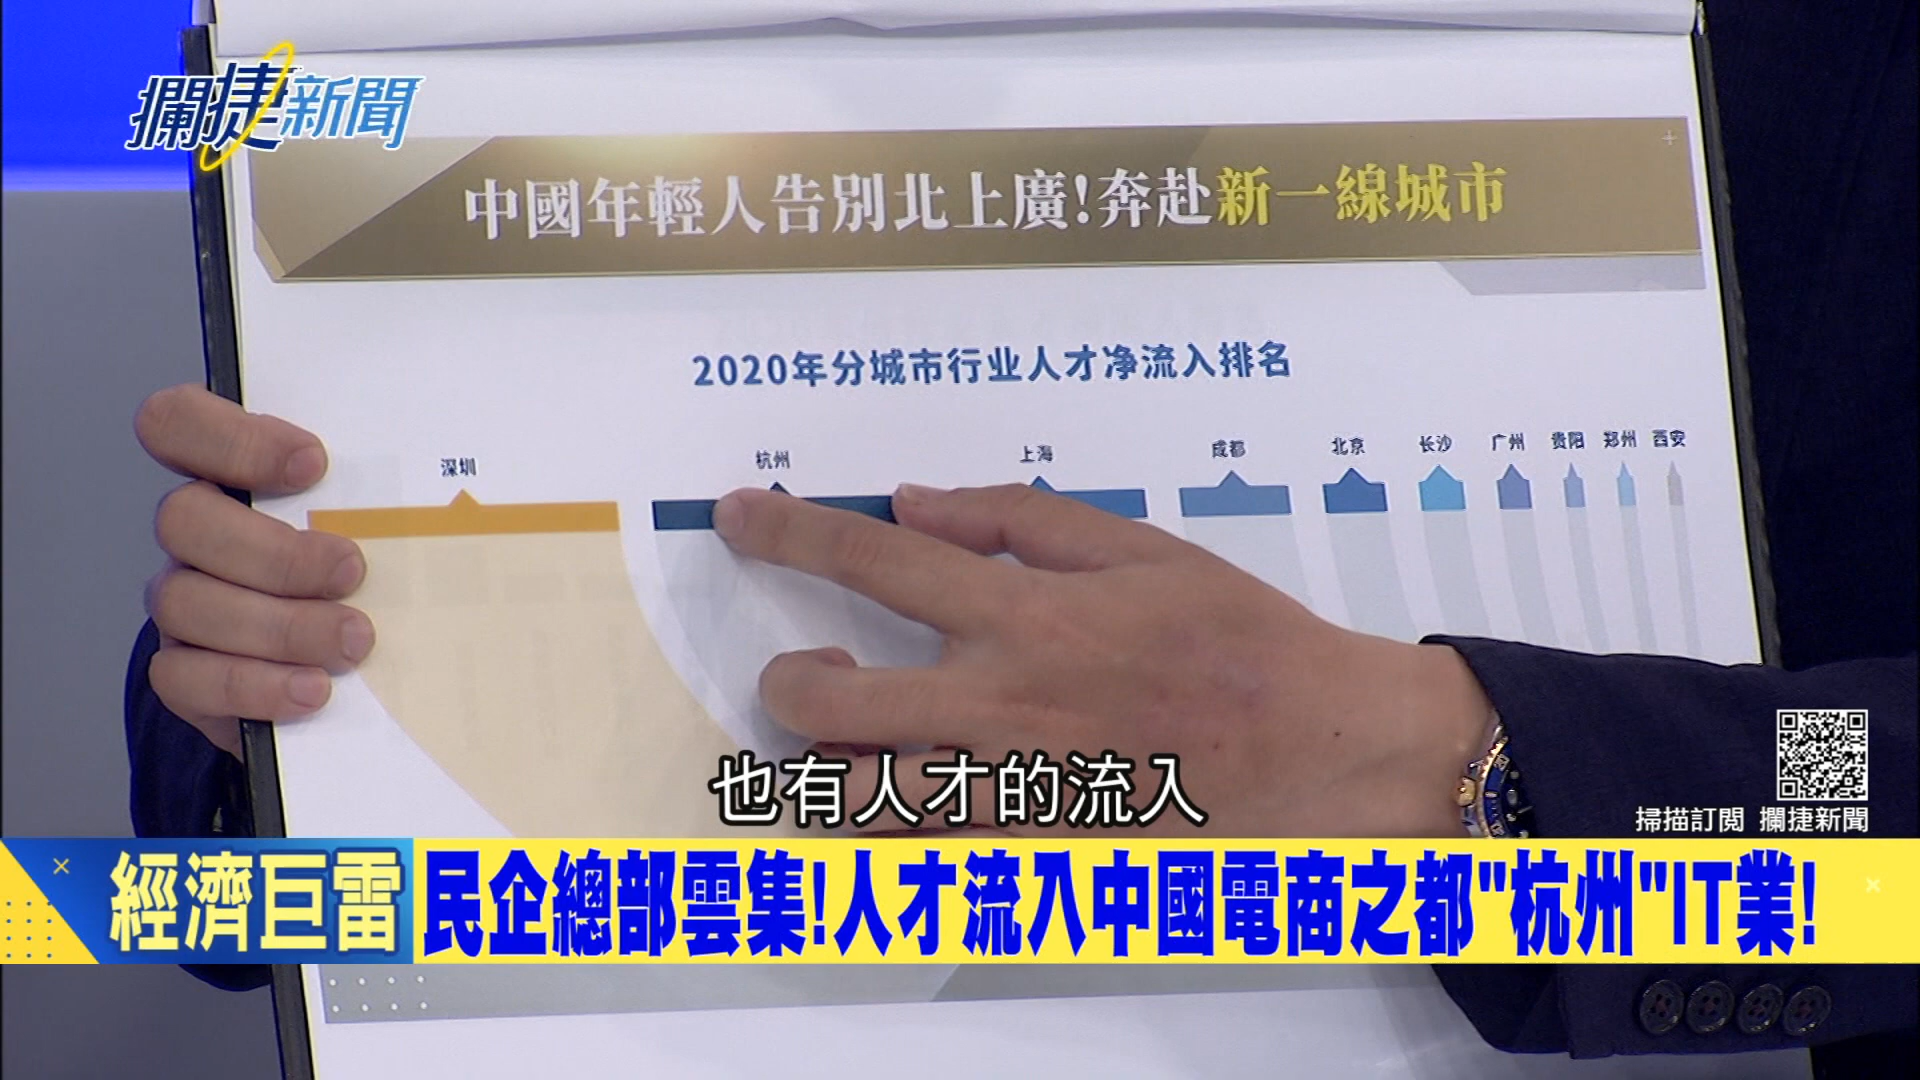 攔捷新聞
中國年輕人告別北上廣!奔赴新一線城市
2020年分城市行业人才净流入排名
深圳 杭州 上海 成都 北京 长沙 广州 贵阳 郑州 西安
也有人才的流入
掃描訂閱 攔捷新聞
經濟巨雷
民企總部雲集!人才流入中國電商之都"杭州"IT業!